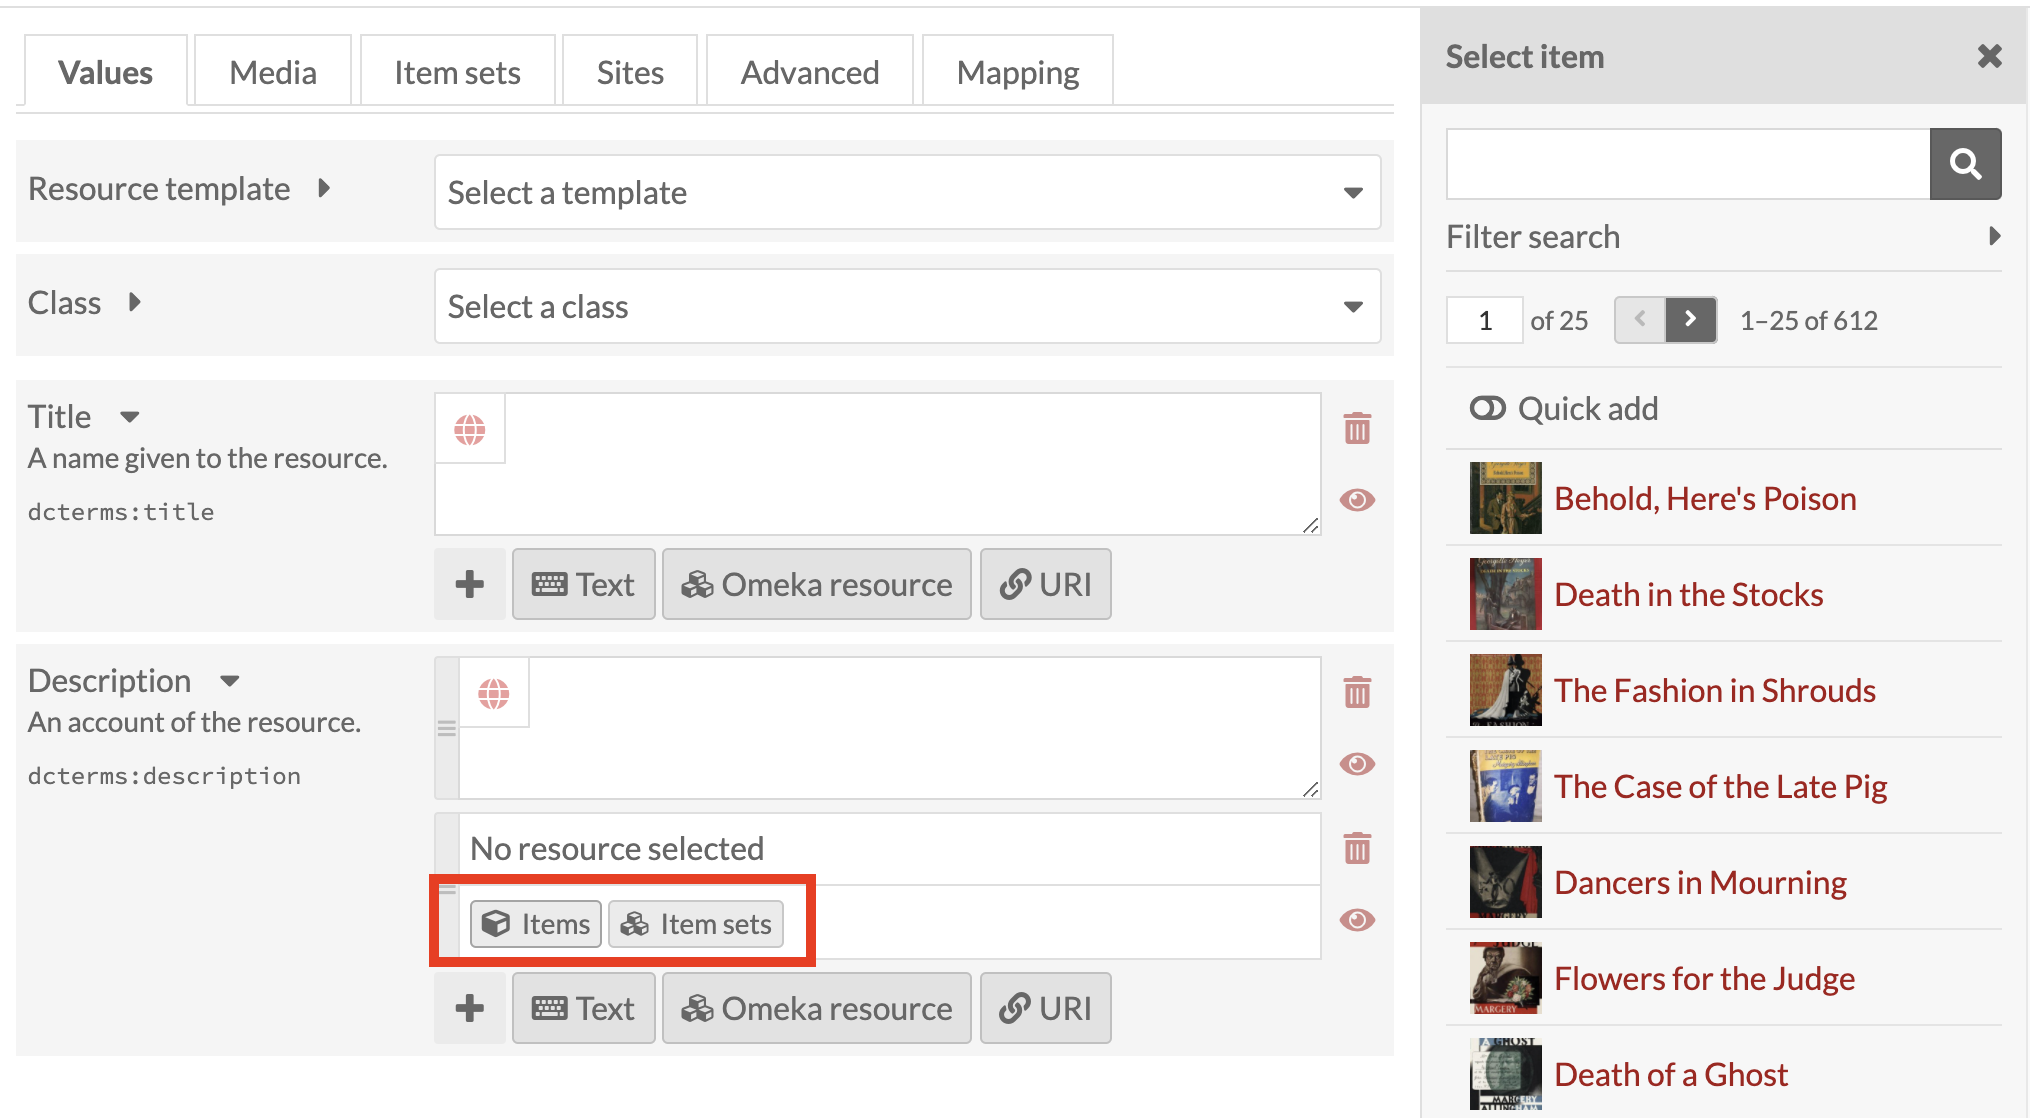 Values
Media
Item sets
Sites
Advanced
Mapping
Resource template
Select a template
Class
Select a class
Title
A name given to the resource.
dcterms:title
Text
Omeka resource
URI
Description
An account of the resource.
dcterms:description
No resource selected
Items
Item sets
Text
Omeka resource
URI
Select item
Filter search
1 of 25
1–25 of 612
Quick add
Behold, Here's Poison
Death in the Stocks
The Fashion in Shrouds
The Case of the Late Pig
Dancers in Mourning
Flowers for the Judge
MARGERY
Death of a Ghost